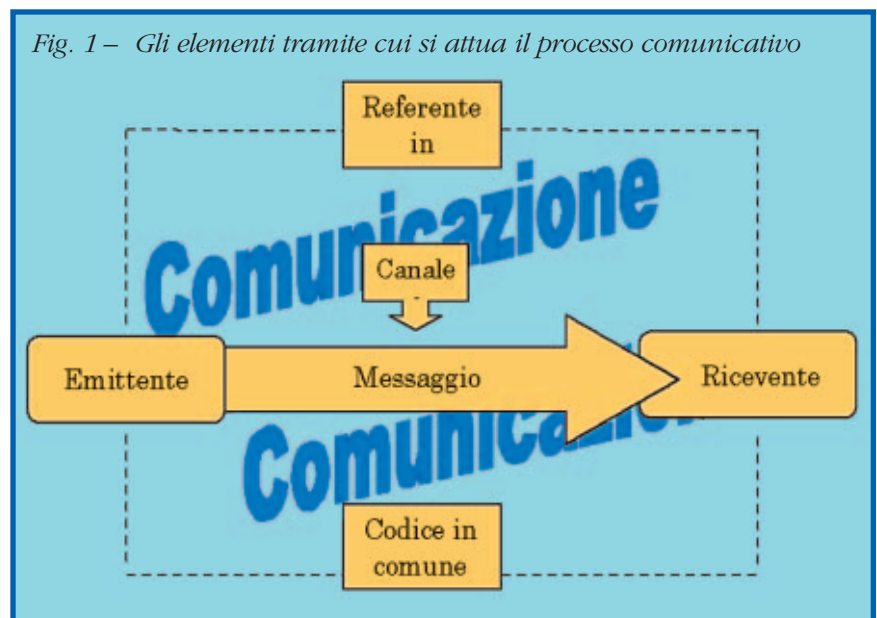 Fig. 1 – Gli elementi tramite cui si attua il processo comunicativo
Referente
in
Comunicazione
Canale
Emittente
Messaggio
Ricevente
Codice in
comune